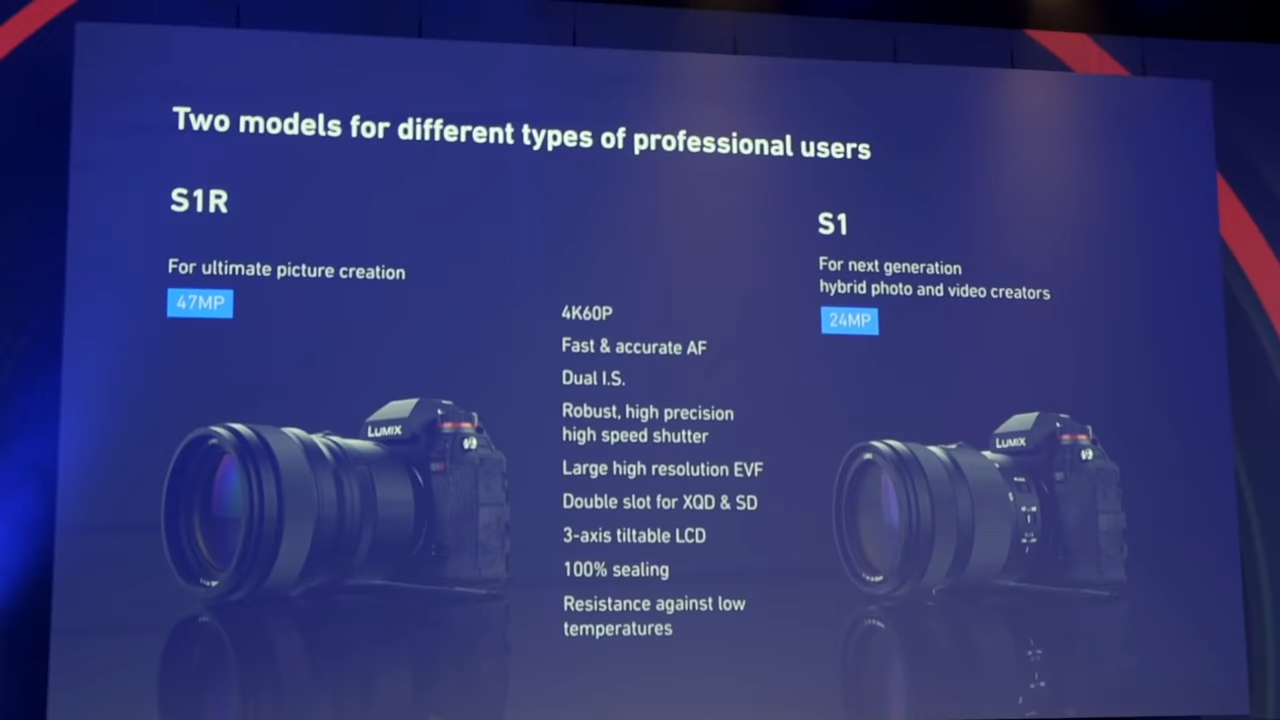 Two models for different types of professional users
S1R
For ultimate picture creation
47MP
S1
For next generation
hybrid photo and video creators
24MP
4K60P
Fast & accurate AF
Dual I.S.
Robust, high precision
high speed shutter
Large high resolution EVF
Double slot for XQD & SD
3-axis tiltable LCD
100% sealing
Resistance against low
temperatures
LUMIX
LUMIX